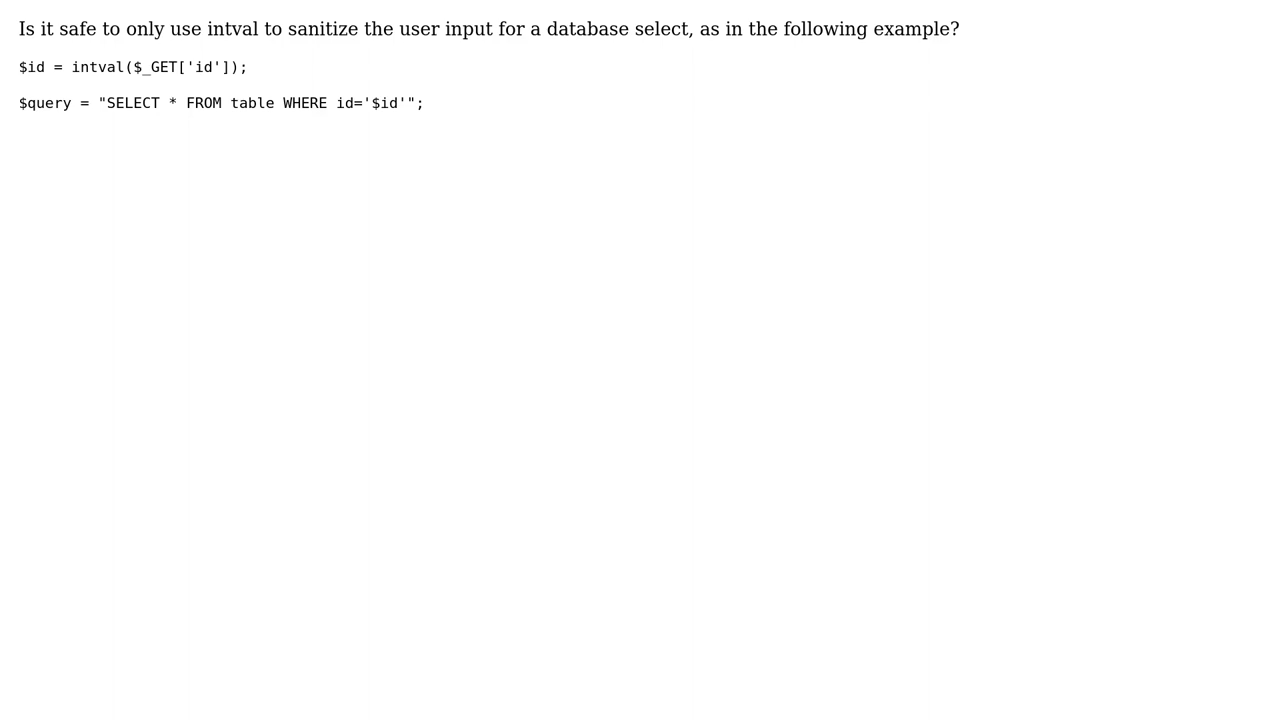 Is it safe to only use intval to sanitize the user input for a database select, as in the following example?
$id = intval($_GET['id']);
$query = "SELECT * FROM table WHERE id='$id'";